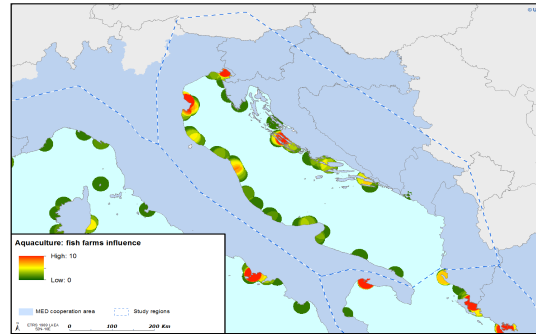 Aquaculture: fish farms influence
High: 10
Low: 0
MED cooperation area
Study regions
0 100 200 Km